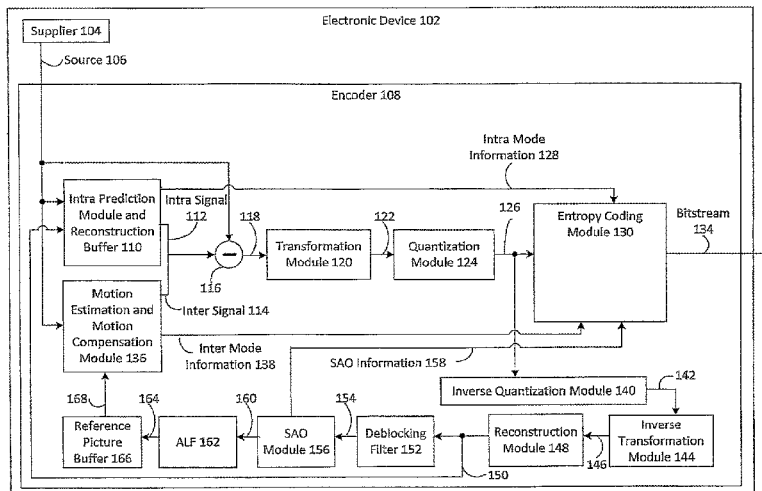 Electronic Device 102
Supplier 104
Source 106
Encoder 108
Intra Mode
Information 128
Intra Prediction
Module and
Reconstruction
Buffer 110
Intra Signal
112
118
122
126
Transformation
Module 120
Quantization
Module 124
Entropy Coding
Module 130
Bitstream
134
116
Inter Signal 114
Motion
Estimation and
Motion
Compensation
Module 136
Inter Mode
Information 138
SAO Information 158
Inverse Quantization Module 140
142
168
164
160
154
Reference
Picture
Buffer 166
ALF 162
SAO
Module 156
Deblocking
Filter 152
Reconstruction
Module 148
146
Inverse
Transformation
Module 144
150